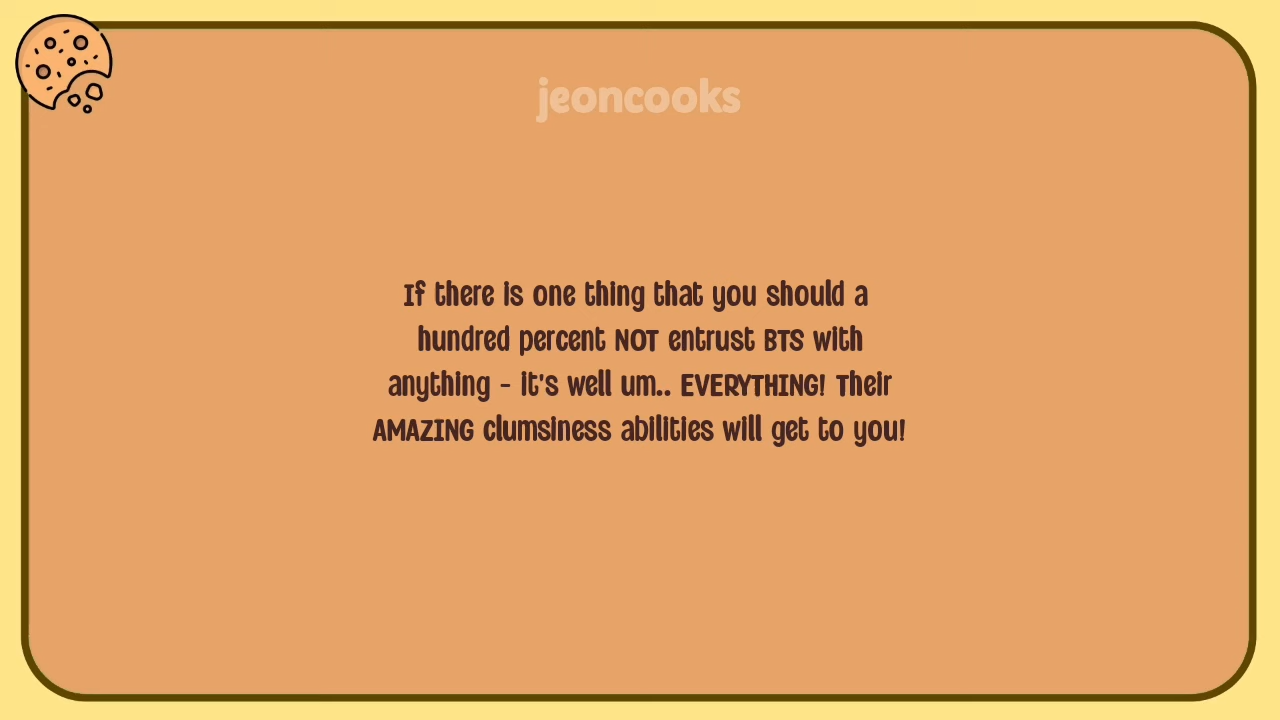 jeoncooks
If there is one thing that you should a
hundred percent NOT entrust BTS with
anything - it's well um.. EVERYTHING! Their
AMAZING clumsiness abilities will get to you!